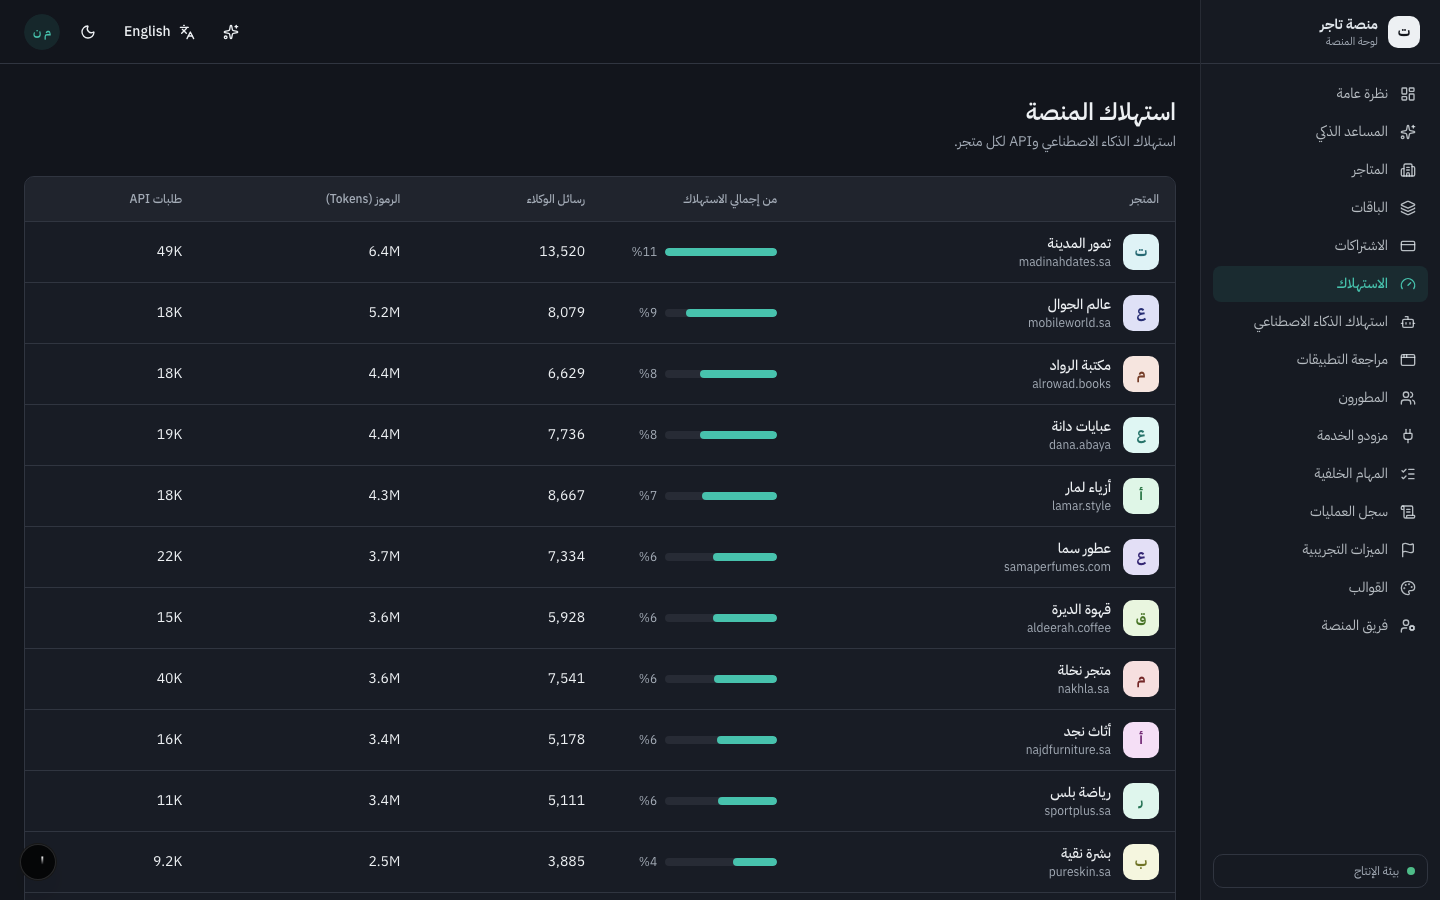 ت
منصة تاجر
لوحة المنصة
English
م ن
نظرة عامة
المساعد الذكي
المتاجر
الباقات
الاشتراكات
الاستهلاك
استهلاك الذكاء الاصطناعي
مراجعة التطبيقات
المطورون
مزودو الخدمة
المهام الخلفية
سجل العمليات
الميزات التجريبية
القوالب
فريق المنصة
بيئة الإنتاج
استهلاك المنصة
استهلاك الذكاء الاصطناعي وAPI لكل متجر.
المتجر من إجمالي الاستهلاك رسائل الوكلاء الرموز (Tokens) طلبات API
ت تمور المدينة %11 13,520 6.4M 49K
madinahdates.sa
ع عالم الجوال %9 8,079 5.2M 18K
mobileworld.sa
م مكتبة الرواد %8 6,629 4.4M 18K
alrowad.books
ع عبايات دانة %8 7,736 4.4M 19K
dana.abaya
أ أزياء لمار %7 8,667 4.3M 18K
lamar.style
ع عطور سما %6 7,334 3.7M 22K
samaperfumes.com
ق قهوة الديرة %6 5,928 3.6M 15K
aldeerah.coffee
م متجر نخلة %6 7,541 3.6M 40K
nakhla.sa
أ أثاث نجد %6 5,178 3.4M 16K
najdfurniture.sa
ر رياضة بلس %6 5,111 3.4M 11K
sportplus.sa
ب بشرة نقية %4 3,885 2.5M 9.2K
pureskin.sa